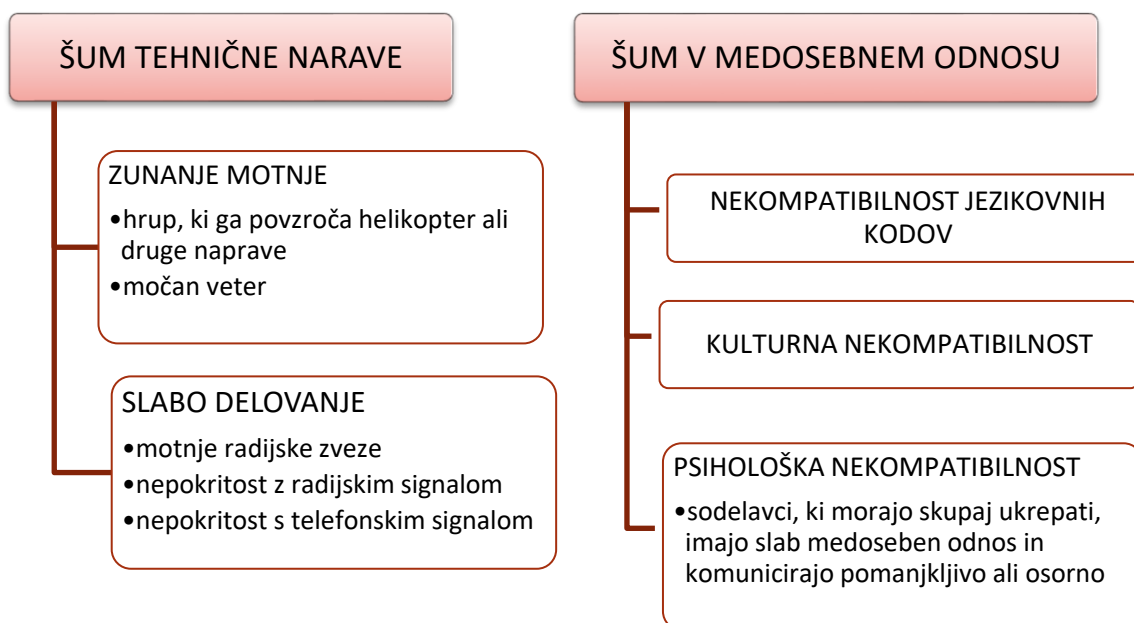 ŠUM TEHNIČNE NARAVE
ZUNANJE MOTNJE
•hrup, ki ga povzroča helikopter ali
druge naprave
•močan veter
SLABO DELOVANJE
•motnje radijske zveze
•nepokritost z radijskim signalom
•nepokritost s telefonskim signalom
ŠUM V MEDOSEBNEM ODNOSU
NEKOMPATIBILNOST JEZIKOVNIH
KODOV
KULTURNA NEKOMPATIBILNOST
PSIHOLOŠKA NEKOMPATIBILNOST
•sodelavci, ki morajo skupaj ukrepati,
imajo slab medoseben odnos in
komunicirajo pomanjkljivo ali osorno